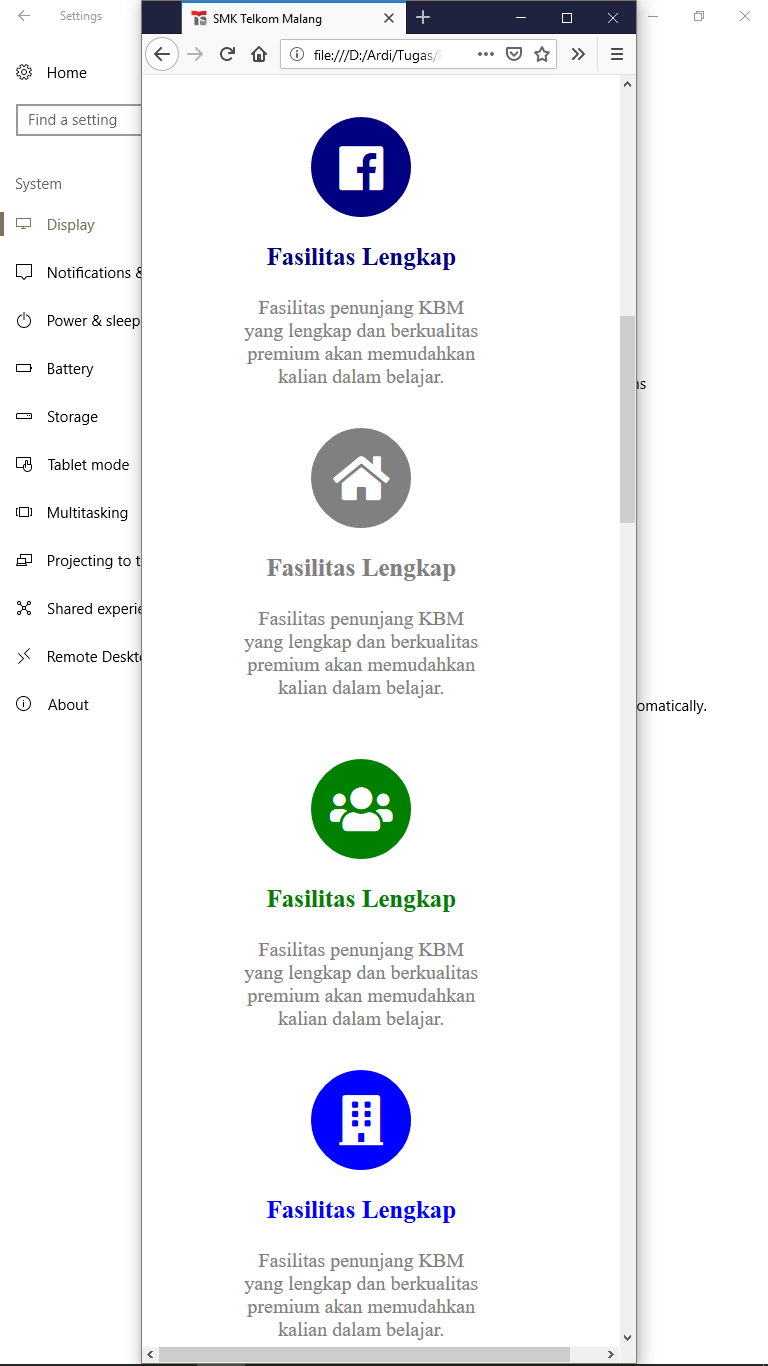 Settings
Home
Find a setting
System
Display
Notifications &
Power & sleep
Battery
Storage
Tablet mode
Multitasking
Projecting to t
Shared experie
Remote Deskto
About
SMK Telkom Malang
file:///D:/Ardi/Tugas/
Fasilitas Lengkap
Fasilitas penunjang KBM
yang lengkap dan berkualitas
premium akan memudahkan
kalian dalam belajar.
Fasilitas Lengkap
Fasilitas penunjang KBM
yang lengkap dan berkualitas
premium akan memudahkan
kalian dalam belajar.
Fasilitas Lengkap
Fasilitas penunjang KBM
yang lengkap dan berkualitas
premium akan memudahkan
kalian dalam belajar.
Fasilitas Lengkap
Fasilitas penunjang KBM
yang lengkap dan berkualitas
premium akan memudahkan
kalian dalam belajar.
ns
omatically.